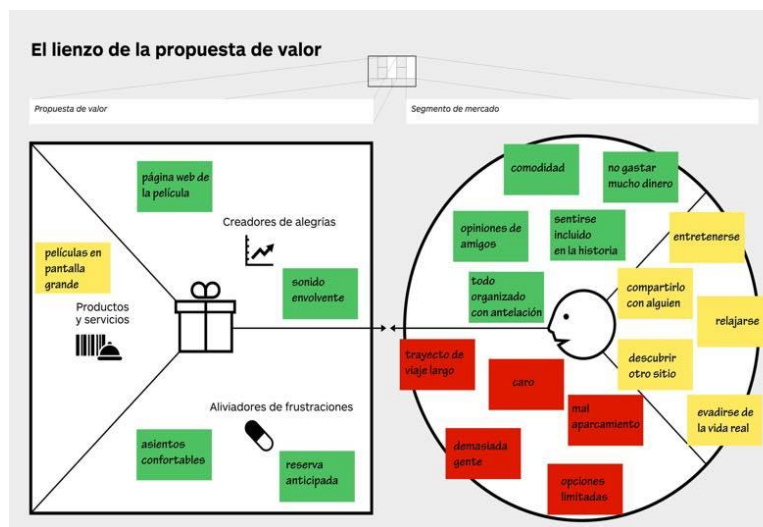 El lienzo de la propuesta de valor
Propuesta de valor
Segmento de mercado
página web de
la película
Creadores de alegrías
películas en
pantalla
grande
sonido
envolvente
Productos
y servicios
Aliviadores de frustraciones
asientos
confortables
reserva
anticipada
comodidad
no gastar
mucho dinero
opiniones de
amigos
sentirse
incluido
en la historia
entretenerse
todo
organizado
con antelación
compartirlo
con alguien
relajarse
trayecto de
viaje largo
caro
descubrir
otro sitio
mal
aparcamiento
evadirse de
la vida real
demasiada
gente
opciones
limitadas